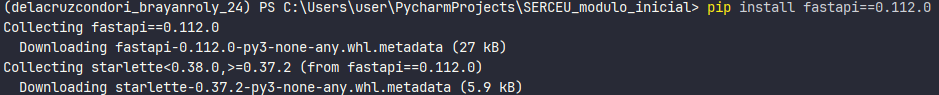 (delacruzcondori_brayanroly_24) PS C:\Users\user\PycharmProjects\SERCEU_modulo_inicial> pip install fastapi==0.112.0
Collecting fastapi==0.112.0
  Downloading fastapi-0.112.0-py3-none-any.whl.metadata (27 kB)
Collecting starlette<0.38.0,>=0.37.2 (from fastapi==0.112.0)
  Downloading starlette-0.37.2-py3-none-any.whl.metadata (5.9 kB)